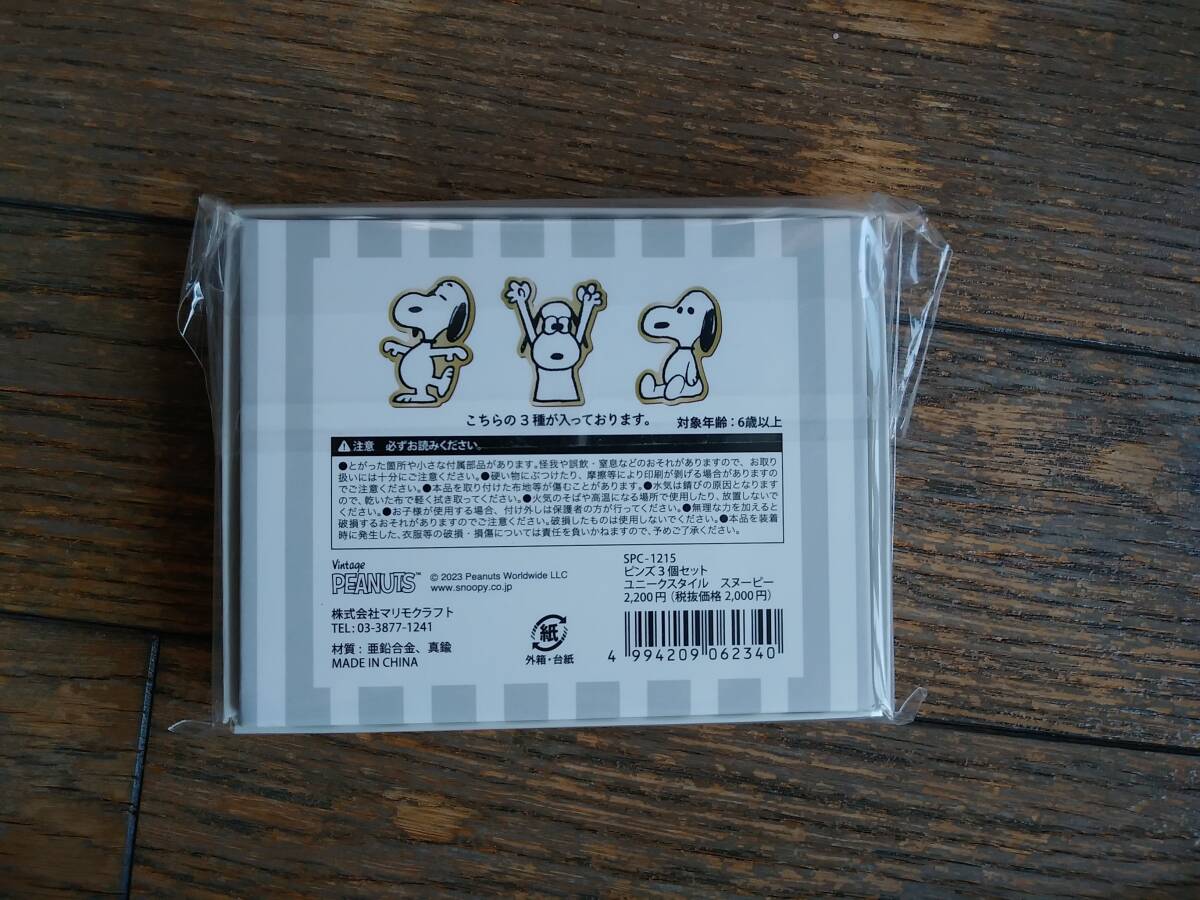 こちらの3種が入っております。 対象年齢：6歳以上
注意 必ずお読みください。
●とがった箇所や小さな付属部品があります。怪我や誤飲・窒息などのおそれがありますので、お取り
扱いには十分にご注意ください。●硬い物にぶつけたり、摩擦等により印刷が剥げる場合があります
のでご注意ください。●本品を取り付けた布地等が傷むことがあります。●水気は錆びの原因となります
ので、乾いた布で軽く拭き取ってください。●火気のそばや高温になる場所で使用したり、放置しないで
ください。●お子様が使用する場合、付け外しは保護者の方が行ってください。●無理な力を加えると
破損するおそれがありますのでご注意ください。破損したものは使用しないでください。●本品を装着
時に発生した、衣服等の破損・損傷については責任を負いかねますので、予めご了承ください。
Vintage
PEANUTS™ © 2023 Peanuts Worldwide LLC
www.snoopy.co.jp
株式会社マリモクラフト
TEL: 03-3877-1241
材質：亜鉛合金、真鍮
MADE IN CHINA
紙
外箱・台紙
SPC-1215
ピンズ3個セット
ユニークスタイル スヌーピー
2,200円（税抜価格 2,000円）
4 994209 062340